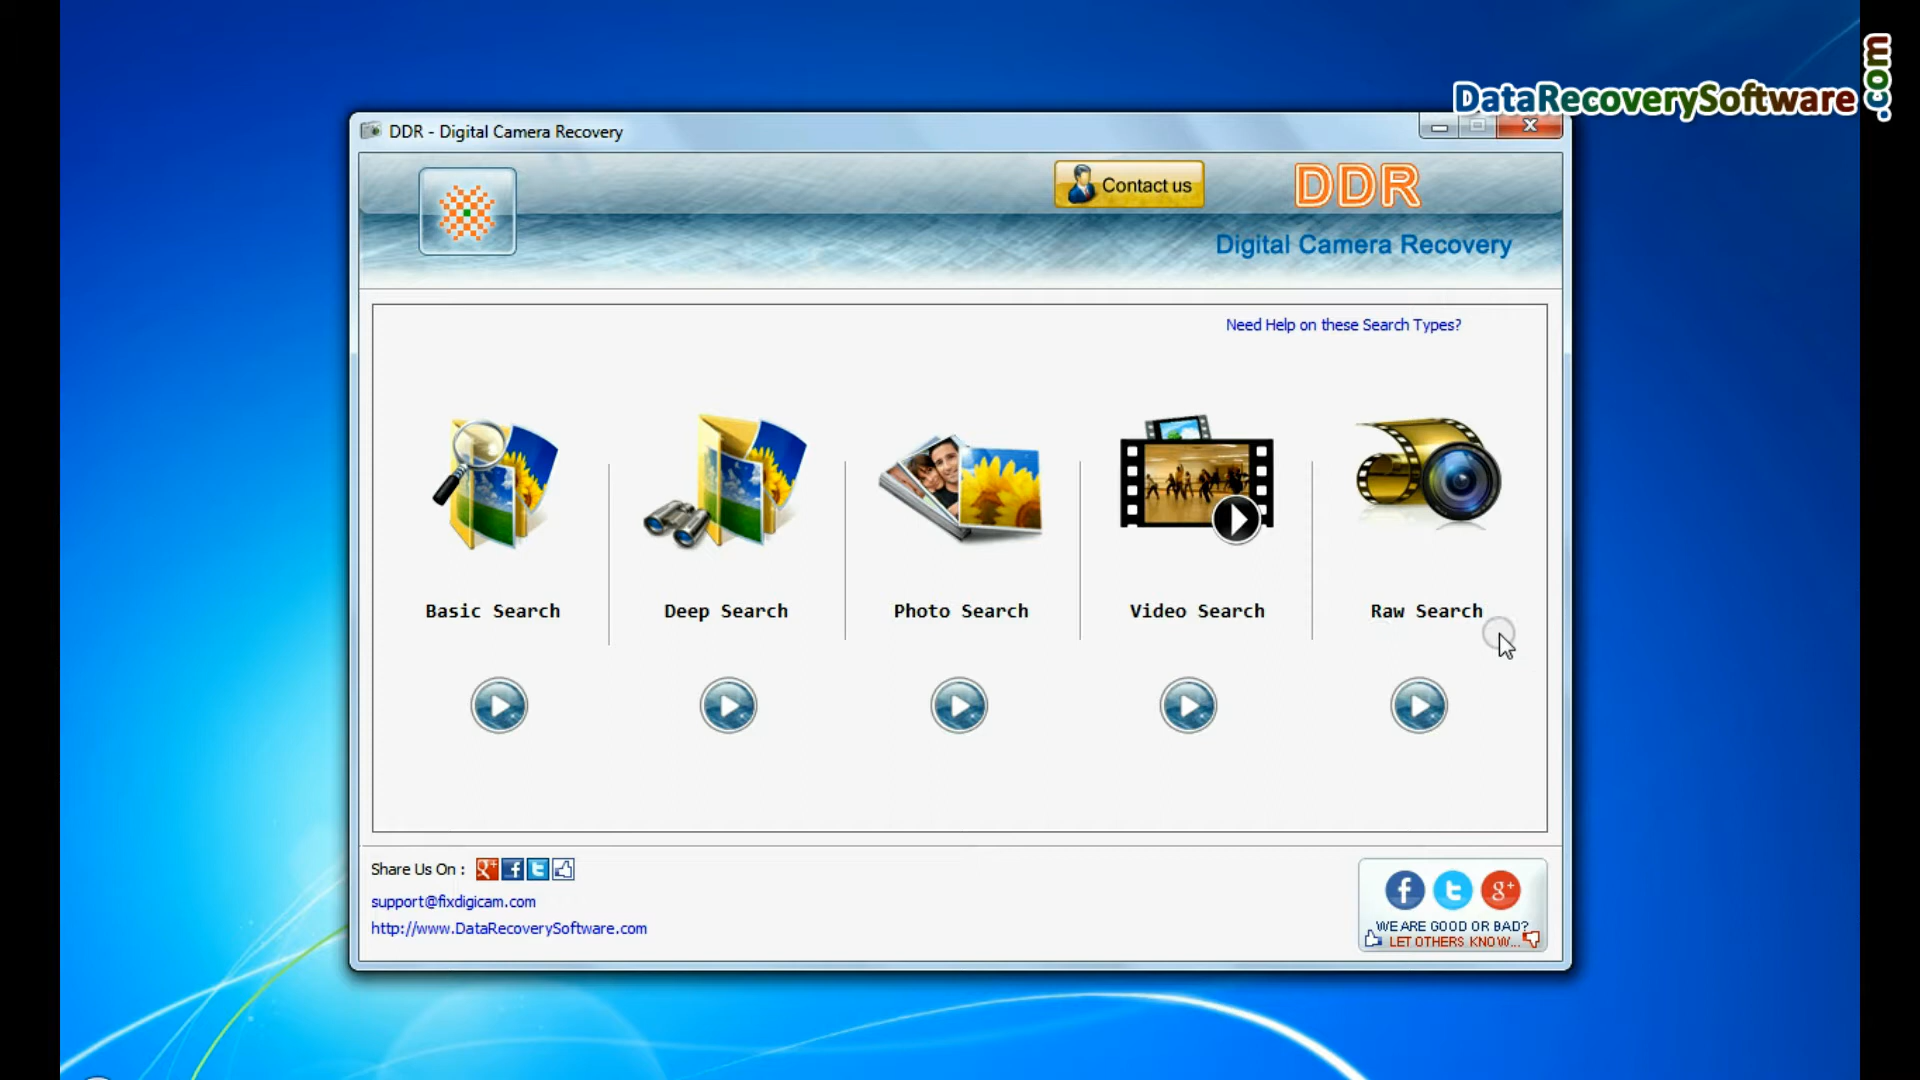 DataRecoverySoftware.com
DDR - Digital Camera Recovery
Contact us
DDR
Digital Camera Recovery
Need Help on these Search Types?
Basic Search
Deep Search
Photo Search
Video Search
Raw Search
Share Us On :
support@fixdigicam.com
http://www.DataRecoverySoftware.com
WE ARE GOOD OR BAD?
LET OTHERS KNOW...